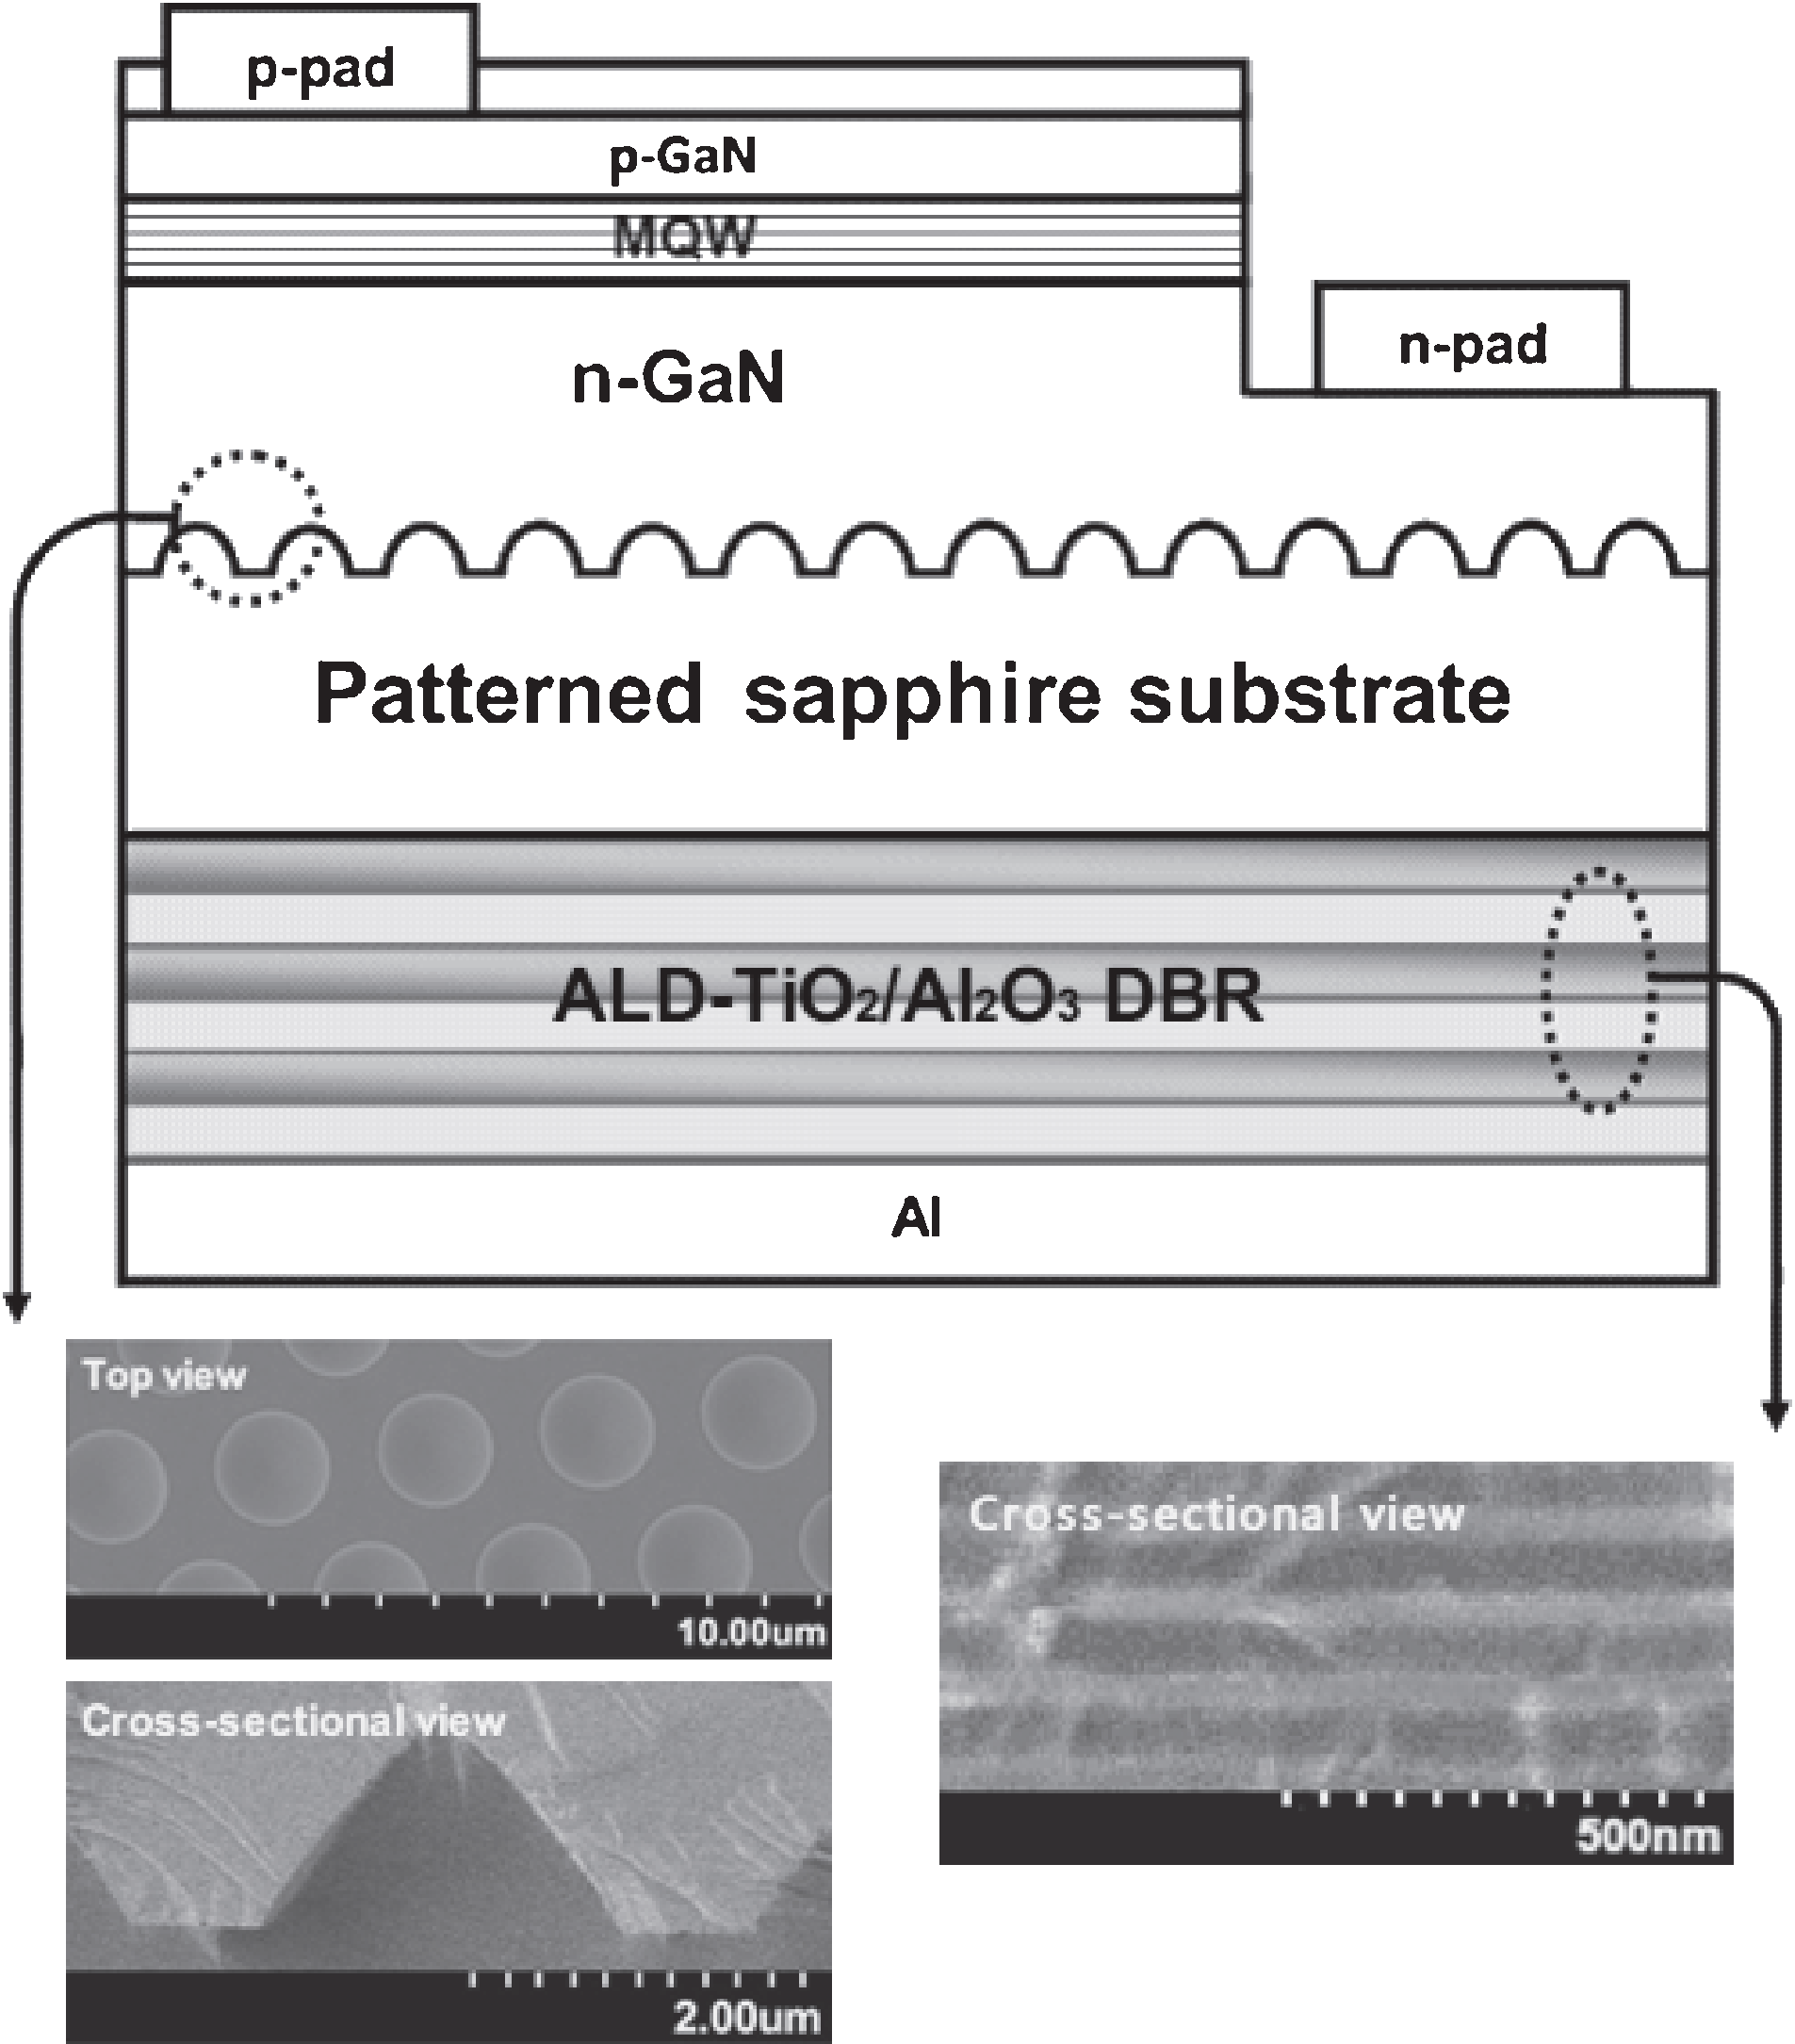 p-pad
p-GaN
MQW
n-GaN
n-pad
Patterned sapphire substrate
ALD-TiO₂/Al₂O₃ DBR
Al
Top view
10.00um
Cross-sectional view
2.00um
Cross-sectional view
500nm